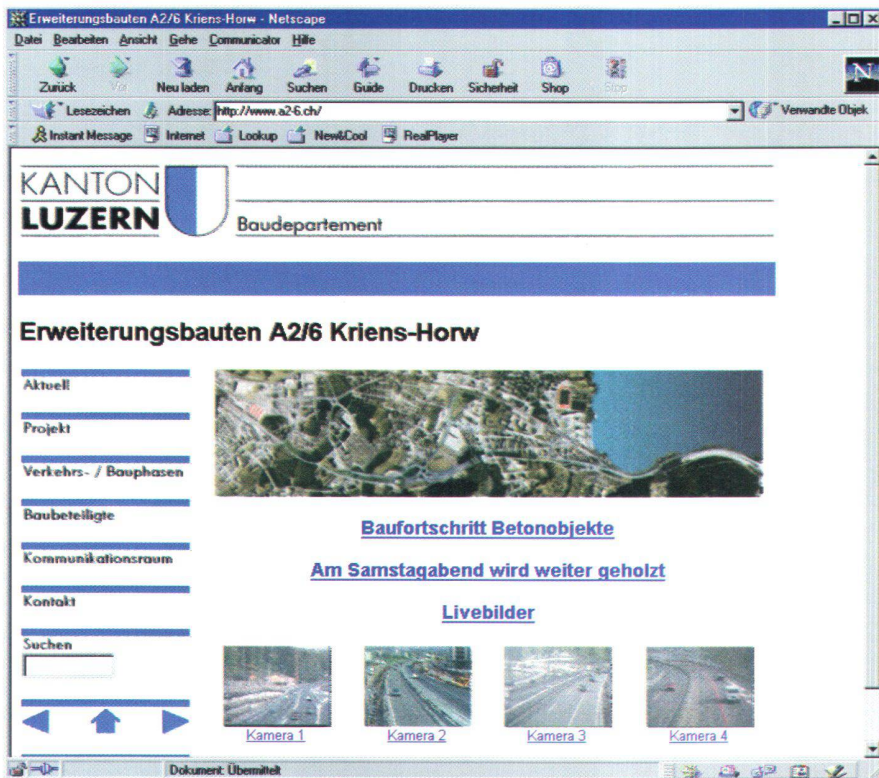 Erweiterungsbauten A2/6 Kriens-Horw - Netscape
Datei Bearbeiten Ansicht Gehe Communicator Hilfe
Zurück Vor Neu laden Anfang Suchen Guide Drucken Sicherheit Shop Stop
N
Lesezeichen Adresse: http://www.a2-6.ch/ Verwandte Objek
Instant Message Internet Lookup New&Cool RealPlayer
KANTON
LUZERN
Baudepartement
Erweiterungsbauten A2/6 Kriens-Horw
Aktuell
Projekt
Verkehrs- / Bauphasen
Baubeteiligte
Kommunikationsraum
Kontakt
Suchen
Baufortschritt Betonobjekte
Am Samstagabend wird weiter geholzt
Livebilder
Kamera 1 Kamera 2 Kamera 3 Kamera 4
Dokument: Übermittelt